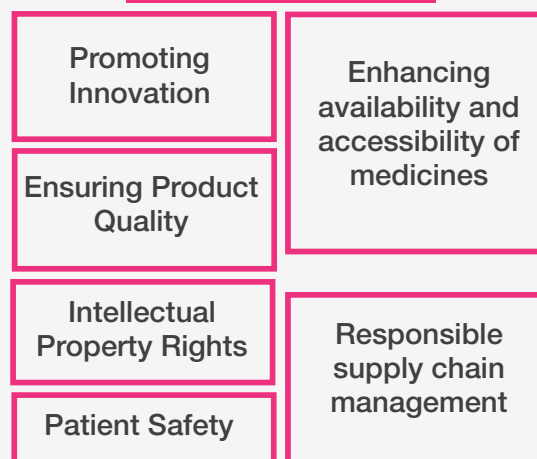 Promoting
Innovation
Ensuring Product
Quality
Intellectual
Property Rights
Patient Safety
Enhancing
availability and
accessibility of
medicines
Responsible
supply chain
management